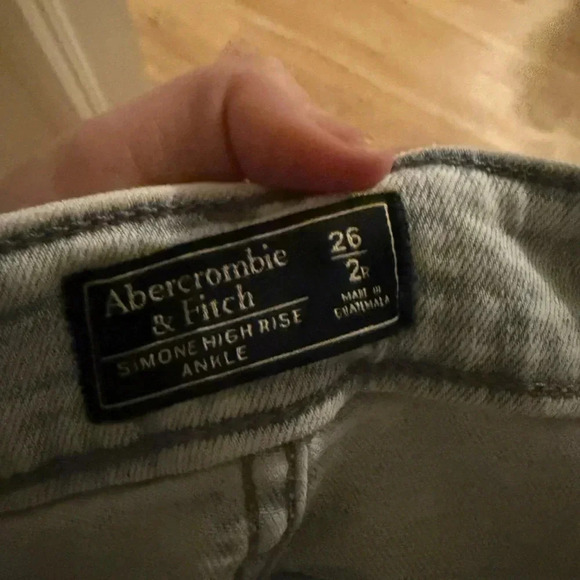 Abercrombie
& Fitch
SIMONE HIGH RISE
ANKLE
26
2R
MADE IN
GUATEMALA